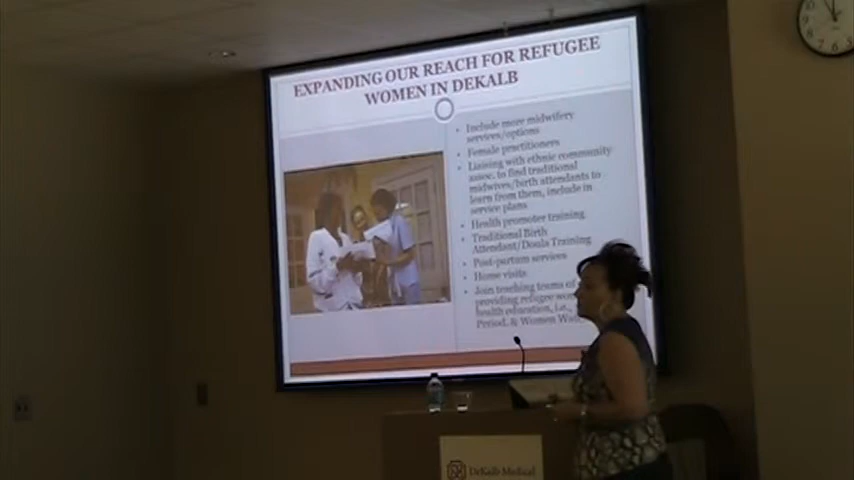 EXPANDING OUR REACH FOR REFUGEE
WOMEN IN DEKALB
• Include more midwifery
services/options
• Female practitioners
• Liaising with ethnic community
assoc. to find traditional
midwives/birth attendants to
learn from them, include in
service plans
• Health promoter training
• Traditional Birth
Attendant/Doula Training
• Post-partum services
• Home visits
• Join teaching teams of
providing refugee
health education, i.e.,
Period, & Women
DeKalb Medical